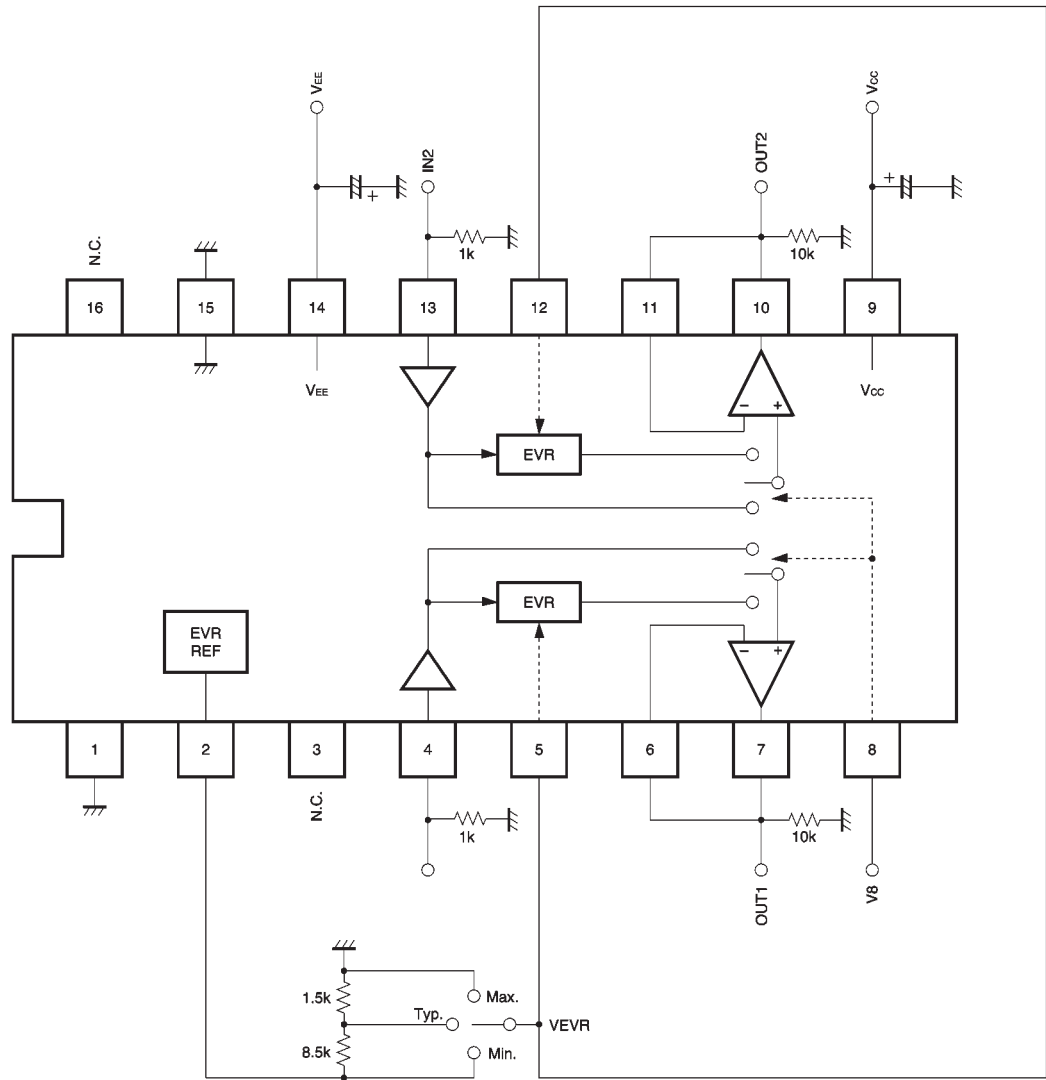 VEE
VCC
IN2
OUT2
+
+
N.C.
1k
10k
16
15
14
13
12
11
10
9
VEE
VCC
− +
EVR
EVR
EVR
REF
− +
1
2
3
4
5
6
7
8
N.C.
1k
10k
OUT1
V8
1.5k
Max.
Typ.
VEVR
8.5k
Min.